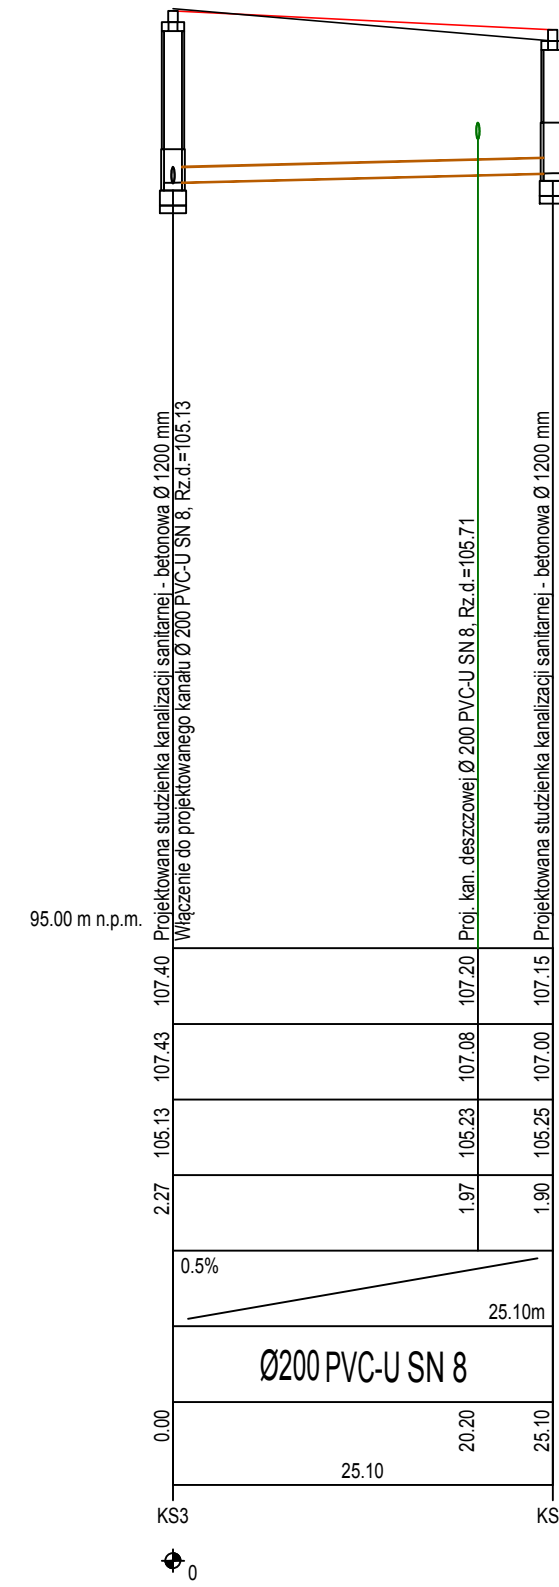 Projektowana studzienka kanalizacji sanitarnej - betonowa Ø 1200 mm
Włączenie do projektowanego kanału Ø 200 PVC-U SN 8, Rz.d.=105.13
Proj. kan. deszczowej Ø 200 PVC-U SN 8, Rz.d.=105.71
Projektowana studzienka kanalizacji sanitarnej - betonowa Ø 1200 mm
95.00 m n.p.m.
107.40 107.20 107.15
107.43 107.08 107.00
105.13 105.23 105.25
2.27 1.97 1.90
0.5%
25.10m
Ø200 PVC-U SN 8
0.00 20.20 25.10
25.10
KS3 KS
0